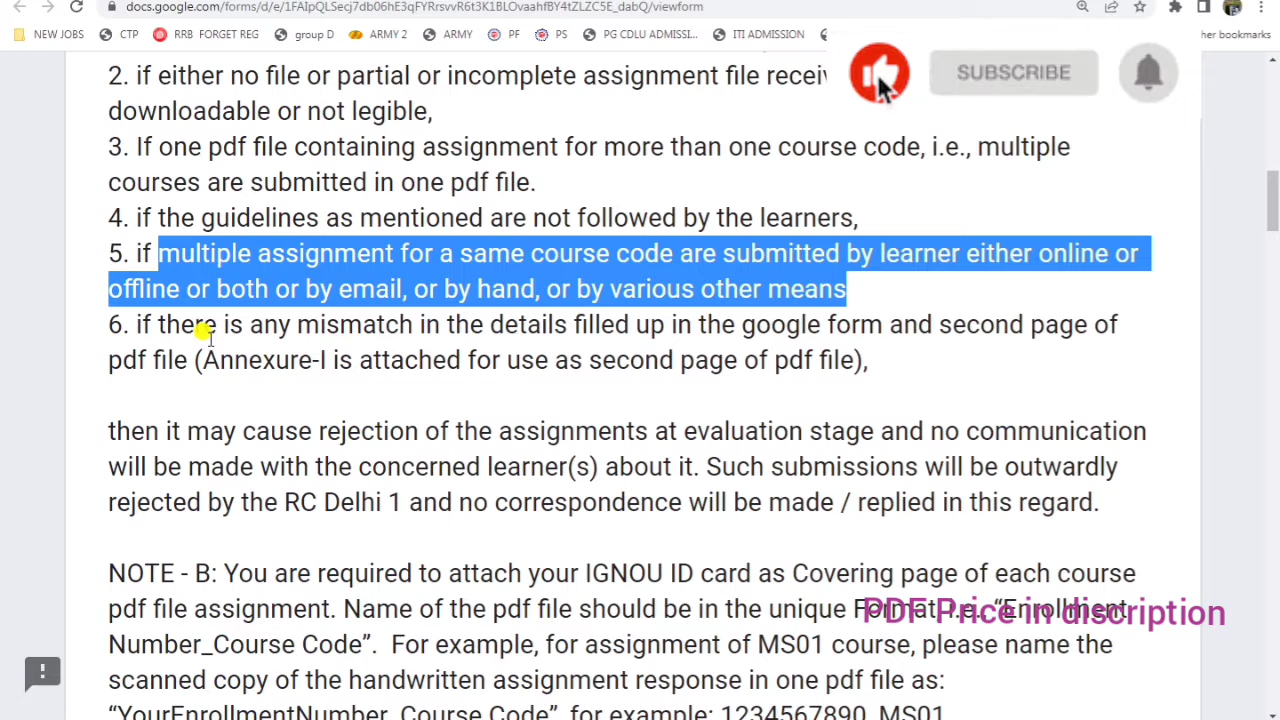 docs.google.com/forms/d/e/1FAIpQLSecj7db06hE3qFYRrsvvR6t3K1BLOvaahfBY4tZLZC5E_dabQ/viewform
NEW JOBS CTP RRB FORGET REG group D ARMY 2 ARMY PF PS PG CDLU ADMISSI... ITI ADMISSION her bookmarks
SUBSCRIBE
2. if either no file or partial or incomplete assignment file
downloadable or not legible,
3. If one pdf file containing assignment for more than one course code, i.e., multiple
courses are submitted in one pdf file.
4. if the guidelines as mentioned are not followed by the learners,
5. if multiple assignment for a same course code are submitted by learner either online or
offline or both or by email, or by hand, or by various other means
6. if there is any mismatch in the details filled up in the google form and second page of
pdf file (Annexure-I is attached for use as second page of pdf file),
then it may cause rejection of the assignments at evaluation stage and no communication
will be made with the concerned learner(s) about it. Such submissions will be outwardly
rejected by the RC Delhi 1 and no correspondence will be made / replied in this regard.
NOTE - B: You are required to attach your IGNOU ID card as Covering page of each course
pdf file assignment. Name of the pdf file should be in the unique Format, i.e., “Enrollment
PDF Price in discription
Number_Course Code”. For example, for assignment of MS01 course, please name the
scanned copy of the handwritten assignment response in one pdf file as:
“YourEnrollmentNumber_Course Code”, for example: 1234567890_MS01